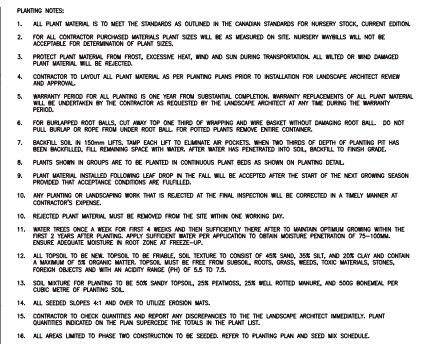 PLANTING NOTES:
1. ALL PLANT MATERIAL IS TO MEET THE STANDARDS AS OUTLINED IN THE CANADIAN STANDARDS FOR NURSERY STOCK, CURRENT EDITION.
2. FOR ALL CONTRACTOR PURCHASED MATERIALS PLANT SIZES WILL BE AS MEASURED ON SITE. NURSERY WAYBILLS WILL NOT BE
ACCEPTABLE FOR DETERMINATION OF PLANT SIZES.
3. PROTECT PLANT MATERIAL FROM FROST, EXCESSIVE HEAT, WIND AND SUN DURING TRANSPORTATION. ALL WILTED OR WIND DAMAGED
PLANT MATERIAL WILL BE REJECTED.
4. CONTRACTOR TO LAYOUT ALL PLANT MATERIAL AS PER PLANTING PLANS PRIOR TO INSTALLATION FOR LANDSCAPE ARCHITECT REVIEW
AND APPROVAL.
5. WARRANTY PERIOD FOR ALL PLANTING IS ONE YEAR FROM SUBSTANTIAL COMPLETION. WARRANTY REPLACEMENTS OF ALL PLANT MATERIAL
WILL BE UNDERTAKEN BY THE CONTRACTOR AS REQUESTED BY THE LANDSCAPE ARCHITECT AT ANY TIME DURING THE WARRANTY
PERIOD.
6. FOR BURLAPPED ROOT BALLS, CUT AWAY TOP ONE THIRD OF WRAPPING AND WIRE BASKET WITHOUT DAMAGING ROOT BALL. DO NOT
PULL BURLAP OR ROPE FROM UNDER ROOT BALL. FOR POTTED PLANTS REMOVE ENTIRE CONTAINER.
7. BACKFILL SOIL IN 150mm LIFTS. TAMP EACH LIFT TO ELIMINATE AIR POCKETS. WHEN TWO THIRDS OF DEPTH OF PLANTING PIT HAS
BEEN BACKFILLED, FILL REMAINING SPACE WITH WATER. AFTER WATER HAS PENETRATED INTO SOIL, BACKFILL TO FINISH GRADE.
8. PLANTS SHOWN IN GROUPS ARE TO BE PLANTED IN CONTINUOUS PLANT BEDS AS SHOWN ON PLANTING DETAIL.
9. PLANT MATERIAL INSTALLED FOLLOWING LEAF DROP IN THE FALL WILL BE ACCEPTED AFTER THE START OF THE NEXT GROWING SEASON
PROVIDED THAT ACCEPTANCE CONDITIONS ARE FULFILLED.
10. ANY PLANTING OR LANDSCAPING WORK THAT IS REJECTED AT THE FINAL INSPECTION WILL BE CORRECTED IN A TIMELY MANNER AT
CONTRACTOR'S EXPENSE.
10. REJECTED PLANT MATERIAL MUST BE REMOVED FROM THE SITE WITHIN ONE WORKING DAY.
11. WATER TREES ONCE A WEEK FOR FIRST 4 WEEKS AND THEN SUFFICIENTLY THERE AFTER TO MAINTAIN OPTIMUM GROWING WITHIN THE
FIRST 2 YEARS AFTER PLANTING. APPLY SUFFICIENT WATER PER APPLICATION TO OBTAIN MOISTURE PENETRATION OF 75-100MM.
ENSURE ADEQUATE MOISTURE IN ROOT ZONE AT FREEZE-UP.
12. ALL TOPSOIL TO BE NEW. TOPSOIL TO BE FRIABLE. SOIL TEXTURE TO CONSIST OF 45% SAND, 35% SILT, AND 20% CLAY AND CONTAIN
A MAXIMUM OF 5% ORGANIC MATTER. TOPSOIL MUST BE FREE FROM SUBSOIL, ROOTS, GRASS, WEEDS, TOXIC MATERIALS, STONES,
FOREIGN OBJECTS AND WITH AN ACIDITY RANGE (PH) OF 5.5 TO 7.5.
13. SOIL MIXTURE FOR PLANTING TO BE 50% SANDY TOPSOIL, 25% PEATMOSS, 25% WELL ROTTED MANURE, AND 500G BONEMEAL PER
CUBIC METRE OF PLANTING SOIL.
14. ALL SEEDED SLOPES 4:1 AND OVER TO UTILIZE EROSION MATS.
15. CONTRACTOR TO CHECK QUANTITIES AND REPORT ANY DISCREPENCIES TO THE THE LANDSCAPE ARCHITECT IMMEDIATELY. PLANT
QUANTITIES INDICATED ON THE PLAN SUPERCEDE THE TOTALS IN THE PLANT LIST.
16. ALL AREAS LIMITED TO PHASE TWO CONSTRUCTION TO BE SEEDED. REFER TO PLANTING PLAN AND SEED MIX SCHEDULE.